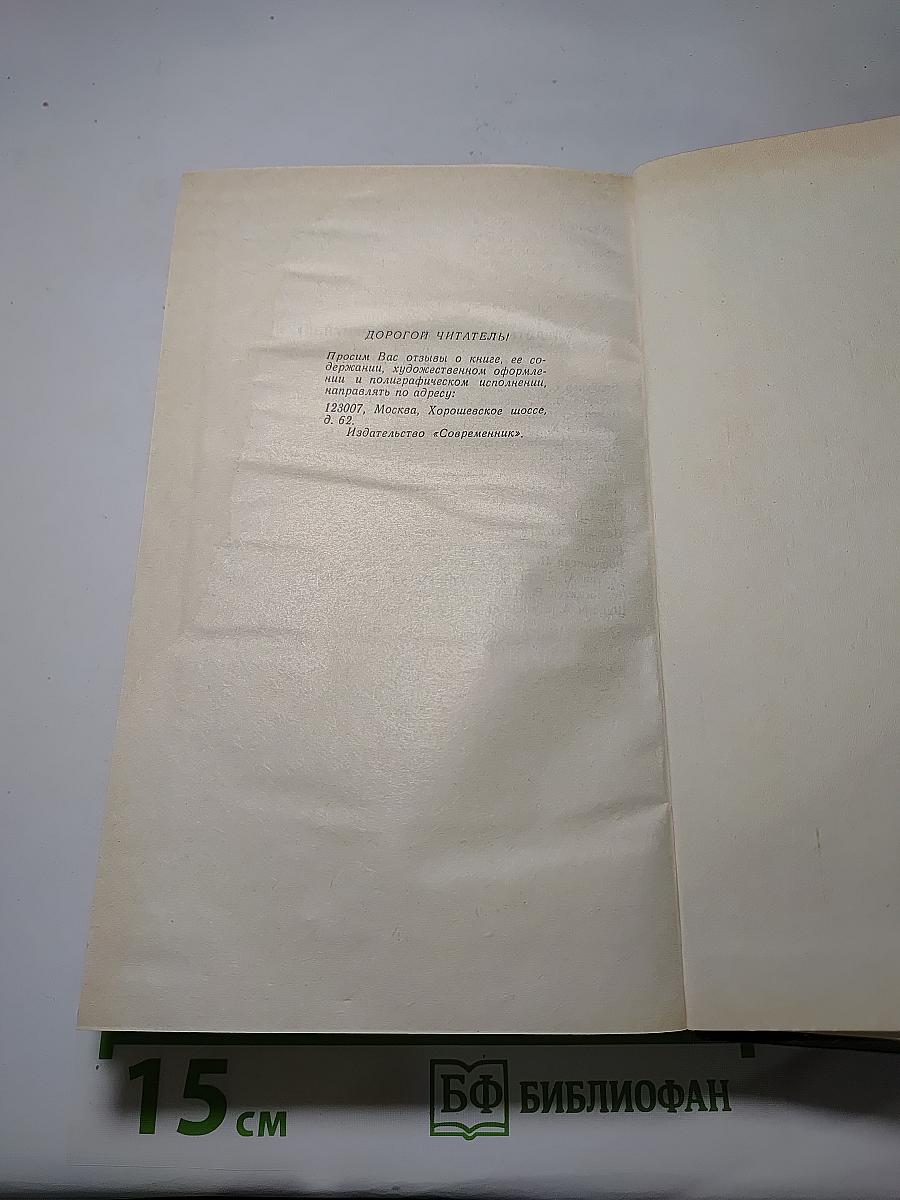 ДОРОГОЙ ЧИТАТЕЛЬ!
Просим Вас отзывы о книге, ее со-
держании, художественном оформле-
нии и полиграфическом исполнении,
направлять по адресу:
123007, Москва, Хорошевское шоссе,
д. 62.
Издательство «Современник».
15 см
БФ БИБЛИОФАН